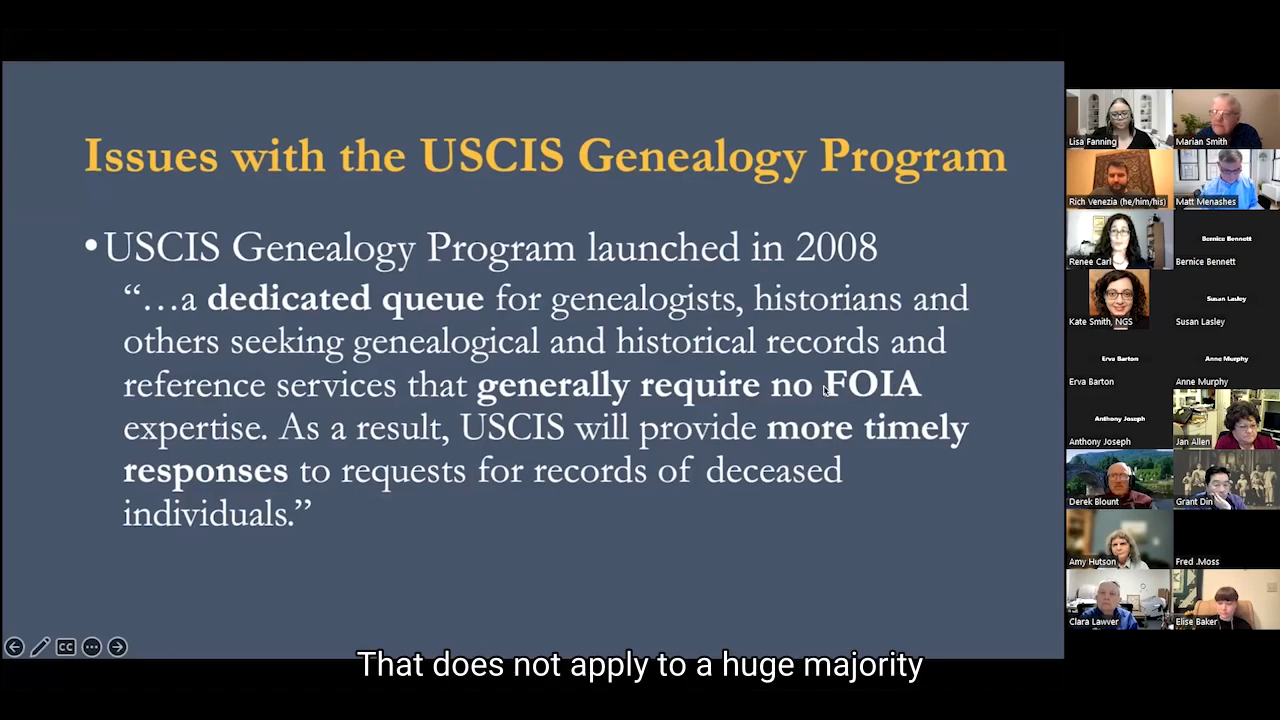 Issues with the USCIS Genealogy Program
•USCIS Genealogy Program launched in 2008
“…a dedicated queue for genealogists, historians and
others seeking genealogical and historical records and
reference services that generally require no FOIA
expertise. As a result, USCIS will provide more timely
responses to requests for records of deceased
individuals.”
CC
That does not apply to a huge majority
Lisa Fanning
Marian Smith
Rich Venezia (he/him/his)
Matt Menashes
Renee Carl
Bernice Bennett
Bernice Bennett
Kate Smith, NGS
Susan Lasley
Susan Lasley
Erva Barton
Erva Barton
Anne Murphy
Anne Murphy
Anthony Joseph
Anthony Joseph
Jan Allen
Derek Blount
Grant Din
Amy Hutson
Fred .Moss
Clara Lawver
Elise Baker